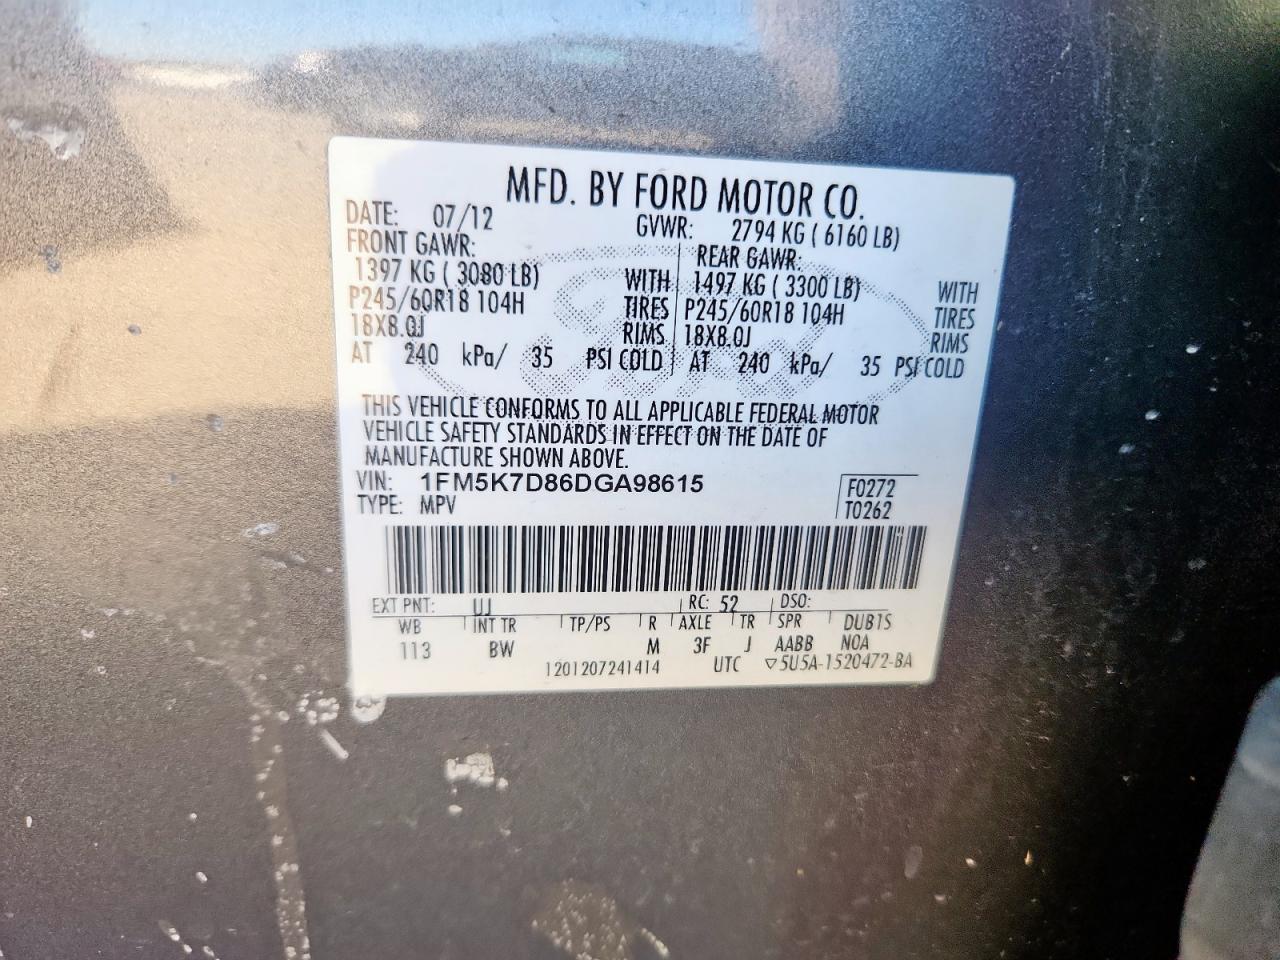 MFD. BY FORD MOTOR CO.
DATE: 07/12 GVWR: 2794 KG ( 6160 LB)
FRONT GAWR: REAR GAWR:
1397 KG ( 3080 LB) WITH 1497 KG ( 3300 LB) WITH
P245/60R18 104H TIRES P245/60R18 104H TIRES
18X8.0J RIMS 18X8.0J RIMS
AT 240 kPa/ 35 PSI COLD AT 240 kPa/ 35 PSI COLD
THIS VEHICLE CONFORMS TO ALL APPLICABLE FEDERAL MOTOR
VEHICLE SAFETY STANDARDS IN EFFECT ON THE DATE OF
MANUFACTURE SHOWN ABOVE.
VIN: 1FM5K7D86DGA98615 F0272
TYPE: MPV T0262
EXT PNT: UJ RC: 52 DSO:
WB INT TR TP/PS R AXLE TR SPR DUB1S
113 BW M 3F J AABB NOA
1201207241414 UTC ▽5U5A-1520472-BA